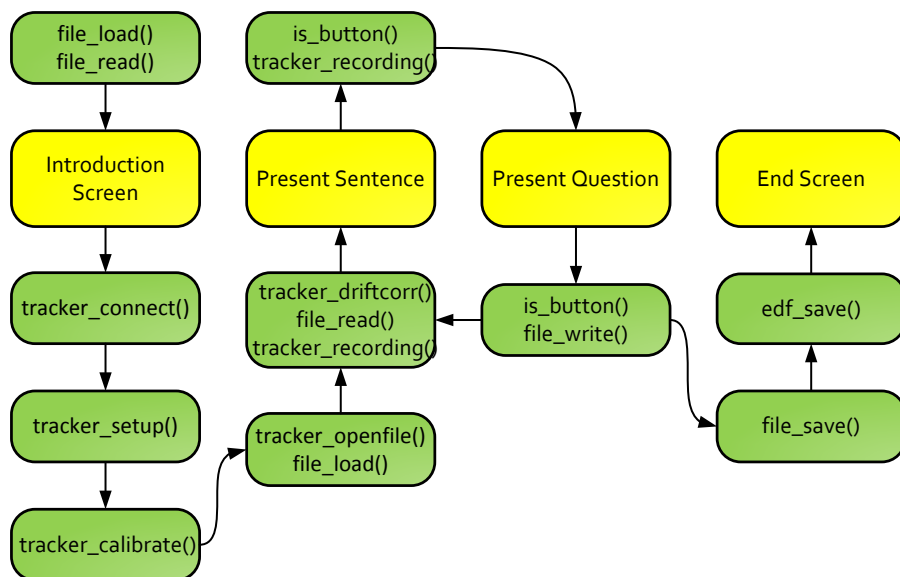 file_load()
file_read()
Introduction
Screen
tracker_connect()
tracker_setup()
tracker_calibrate()
is_button()
tracker_recording()
Present Sentence
tracker_driftcorr()
file_read()
tracker_recording()
tracker_openfile()
file_load()
Present Question
is_button()
file_write()
End Screen
edf_save()
file_save()